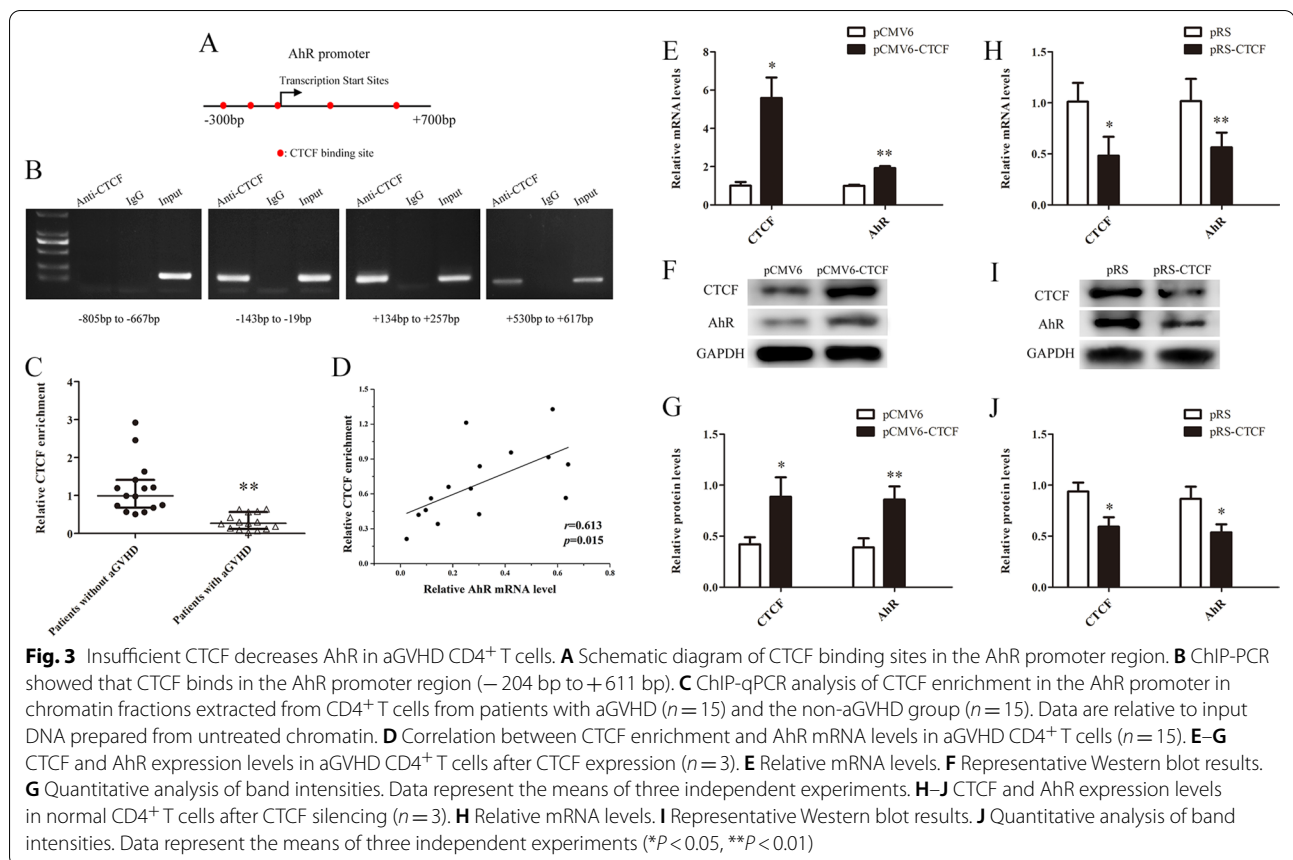 A
AhR promoter
Transcription Start Sites
-300bp
+700bp
: CTCF binding site
B
Anti-CTCF
IgG
Input
Anti-CTCF
IgG
Input
Anti-CTCF
IgG
Input
Anti-CTCF
IgG
Input
-805bp to -667bp
-143bp to -19bp
+134bp to +257bp
+530bp to +617bp
C
Relative CTCF enrichment
4
3
2
1
0
**
Patients without aGVHD
Patients with aGVHD
D
Relative CTCF enrichment
1.5
1.2
0.9
0.6
0.3
0.0
r=0.613
p=0.015
0.0
0.2
0.4
0.6
0.8
Relative AhR mRNA level
E
pCMV6
pCMV6-CTCF
Relative mRNA levels
8
6
4
2
0
*
**
CTCF
AhR
F
pCMV6
pCMV6-CTCF
CTCF
AhR
GAPDH
G
pCMV6
pCMV6-CTCF
Relative protein levels
1.5
1.0
0.5
0.0
*
**
CTCF
AhR
H
pRS
pRS-CTCF
Relative mRNA levels
1.5
1.0
0.5
0.0
*
**
CTCF
AhR
I
pRS
pRS-CTCF
CTCF
AhR
GAPDH
J
pRS
pRS-CTCF
Relative protein levels
1.5
1.0
0.5
0.0
*
*
CTCF
AhR
Fig. 3 Insufficient CTCF decreases AhR in aGVHD CD4⁺ T cells. A Schematic diagram of CTCF binding sites in the AhR promoter region. B ChIP-PCR
showed that CTCF binds in the AhR promoter region (− 204 bp to + 611 bp). C ChIP-qPCR analysis of CTCF enrichment in the AhR promoter in
chromatin fractions extracted from CD4⁺ T cells from patients with aGVHD (n = 15) and the non-aGVHD group (n = 15). Data are relative to input
DNA prepared from untreated chromatin. D Correlation between CTCF enrichment and AhR mRNA levels in aGVHD CD4⁺ T cells (n = 15). E–G
CTCF and AhR expression levels in aGVHD CD4⁺ T cells after CTCF expression (n = 3). E Relative mRNA levels. F Representative Western blot results.
G Quantitative analysis of band intensities. Data represent the means of three independent experiments. H–J CTCF and AhR expression levels
in normal CD4⁺ T cells after CTCF silencing (n = 3). H Relative mRNA levels. I Representative Western blot results. J Quantitative analysis of band
intensities. Data represent the means of three independent experiments (*P < 0.05, **P < 0.01)